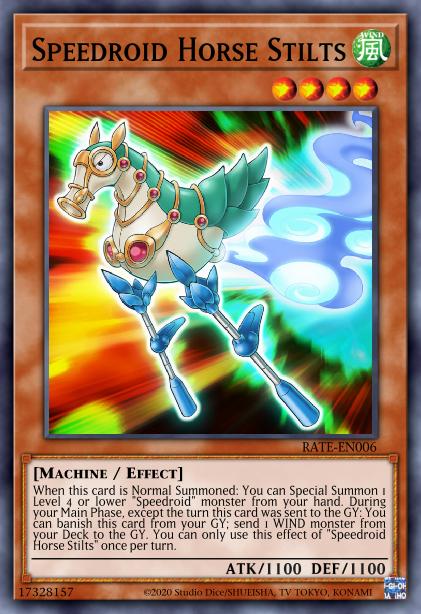 Speedroid Horse Stilts
WIND
風
RATE-EN006
[Machine / Effect]
When this card is Normal Summoned: You can Special Summon 1
Level 4 or lower "Speedroid" monster from your hand. During
your Main Phase, except the turn this card was sent to the GY: You
can banish this card from your GY; send 1 WIND monster from
your Deck to the GY. You can only use this effect of "Speedroid
Horse Stilts" once per turn.
ATK/1100 DEF/1100
17328157
©2020 Studio Dice/SHUEISHA, TV TOKYO, KONAMI